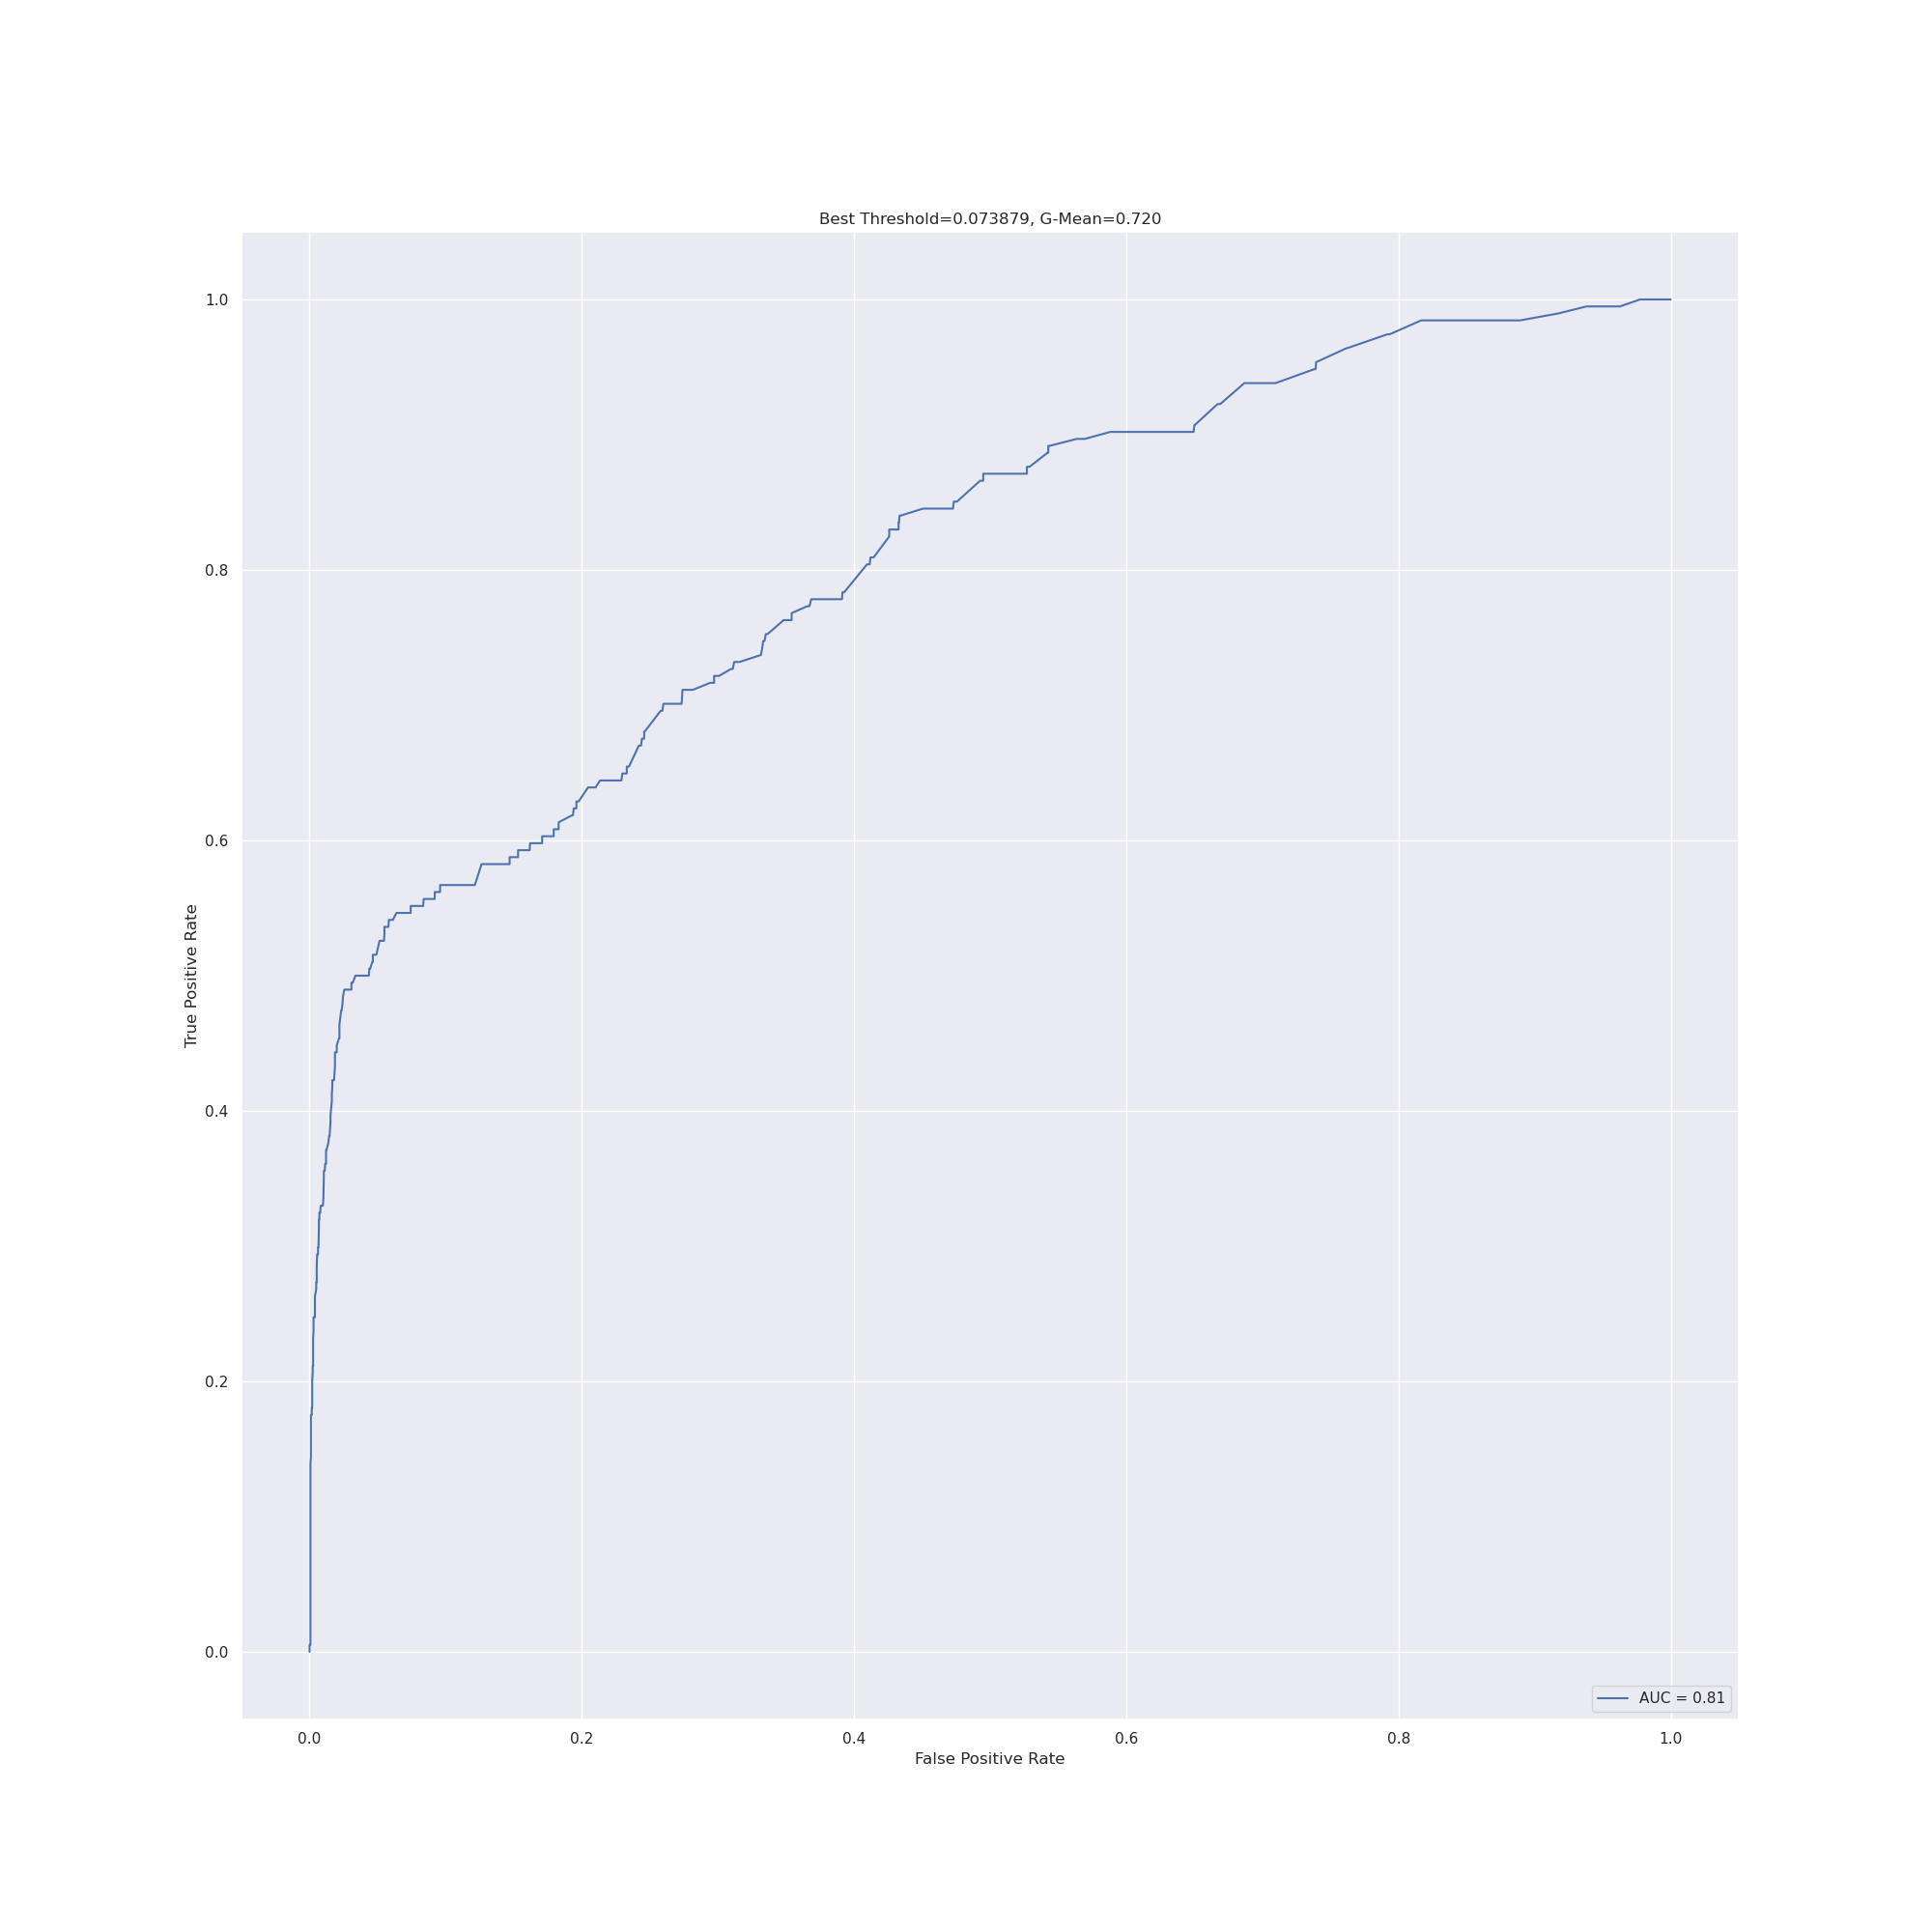 Best Threshold=0.073879, G-Mean=0.720
1.0
0.8
0.6
0.4
0.2
0.0
True Positive Rate
0.0 0.2 0.4 0.6 0.8 1.0
False Positive Rate
AUC = 0.81